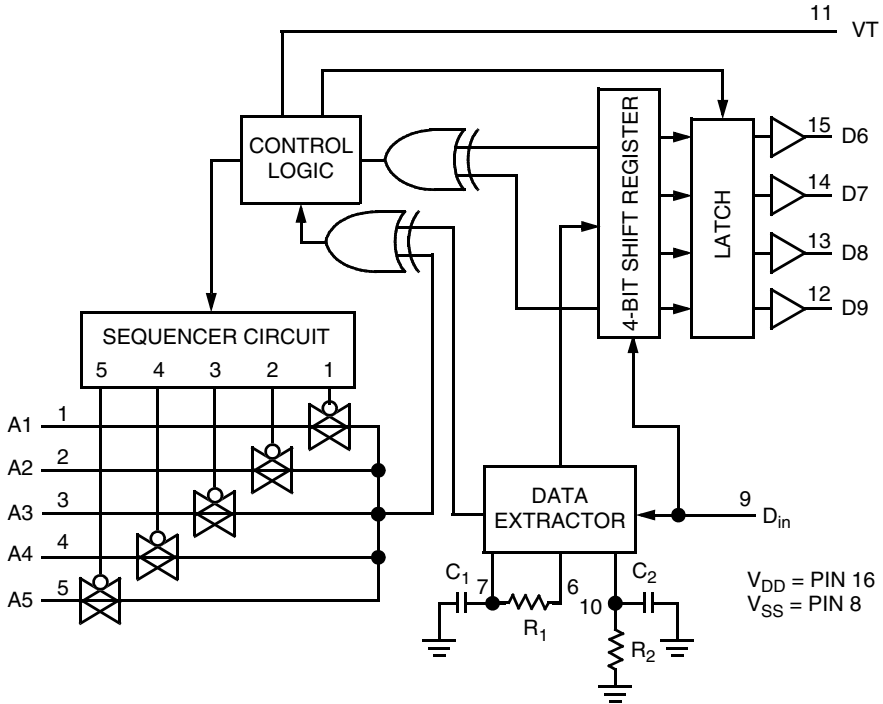 11
VT
CONTROL
LOGIC
4-BIT SHIFT REGISTER
LATCH
15 D6
14 D7
13 D8
12 D9
SEQUENCER CIRCUIT
5 4 3 2 1
A1 1
A2 2
A3 3
A4 4
A5 5
DATA
EXTRACTOR
9
Din
C1
7
6
R1
10
C2
R2
VDD = PIN 16
VSS = PIN 8